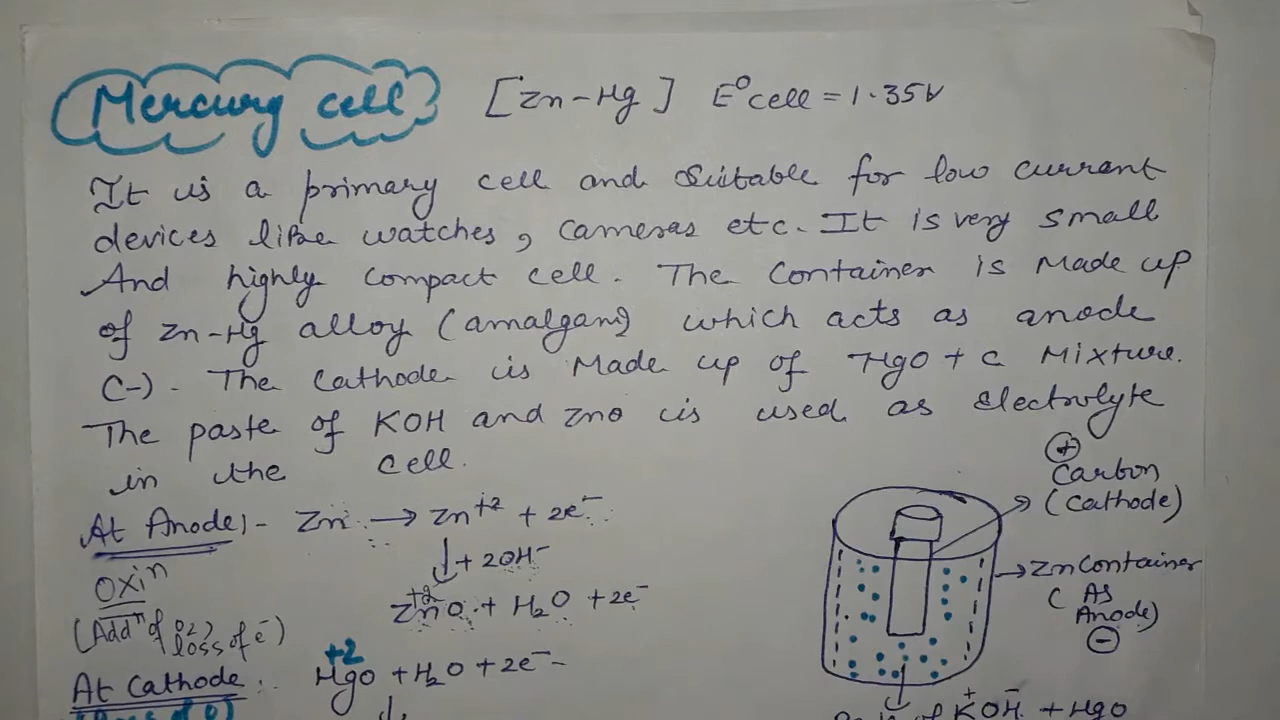 Mercury cell [Zn-Hg] E°cell = 1.35V
It is a primary cell and Suitable for low current
devices like watches, cameras etc. It is very small
And highly compact cell. The Container is Made up
of Zn-Hg alloy (amalgam) which acts as anode
(-). The Cathode is Made up of HgO + C Mixture.
The paste of KOH and ZnO is used as Electrolyte
in the cell.
At Anode:- Zn → Zn+2 + 2e-
↓ + 2OH-
+2
ZnO + H2O + 2e-
Oxin
(Addn of O2, loss of e-)
At Cathode:
+2
HgO + H2O + 2e-
↓
+
Carbon
(Cathode)
→ Zn Container
( As
Anode)
-
of K+OH- + HgO